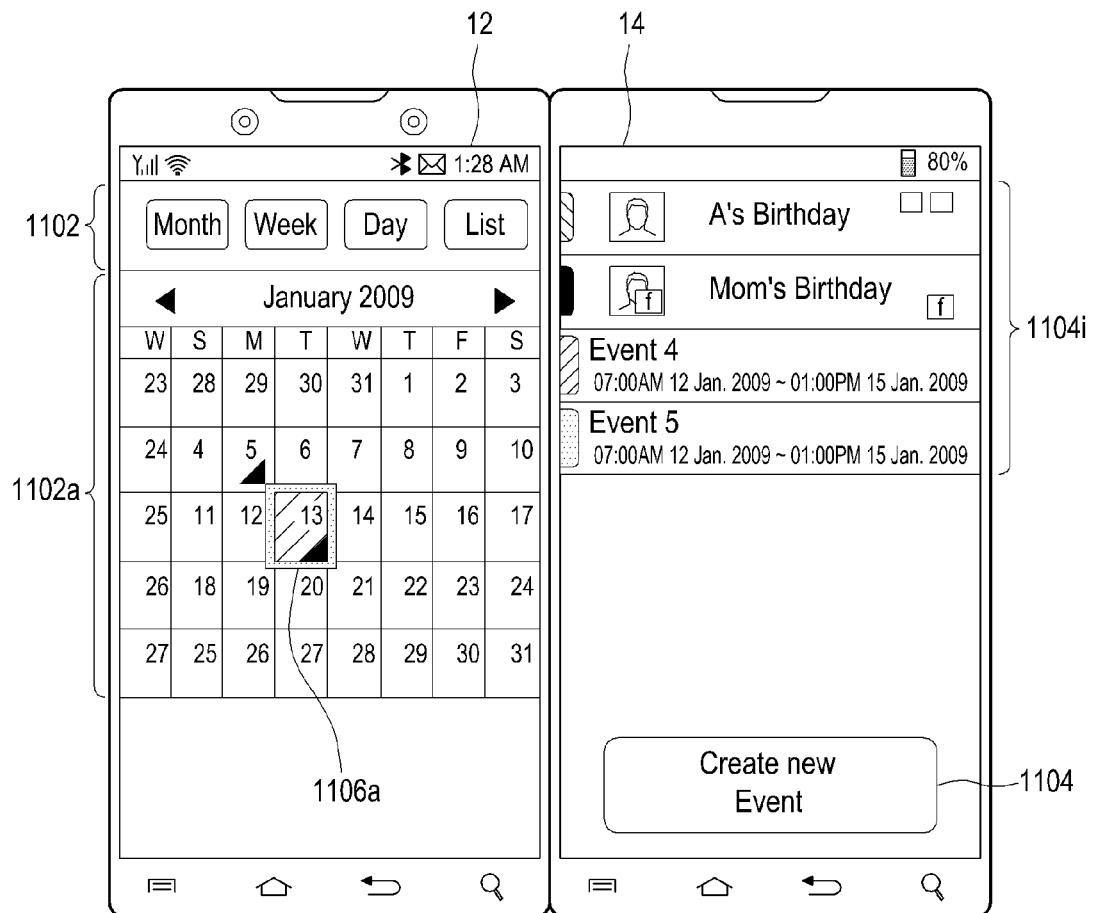 12 14
1:28 AM 80%
1102 Month Week Day List
A's Birthday
January 2009
Mom's Birthday
f f
1104i
W S M T W T F S
Event 4
23 28 29 30 31 1 2 3
07:00AM 12 Jan. 2009 ~ 01:00PM 15 Jan. 2009
Event 5
24 4 5 6 7 8 9 10
07:00AM 12 Jan. 2009 ~ 01:00PM 15 Jan. 2009
1102a
25 11 12 13 14 15 16 17
26 18 19 20 21 22 23 24
27 25 26 27 28 29 30 31
1106a
Create new
Event
1104